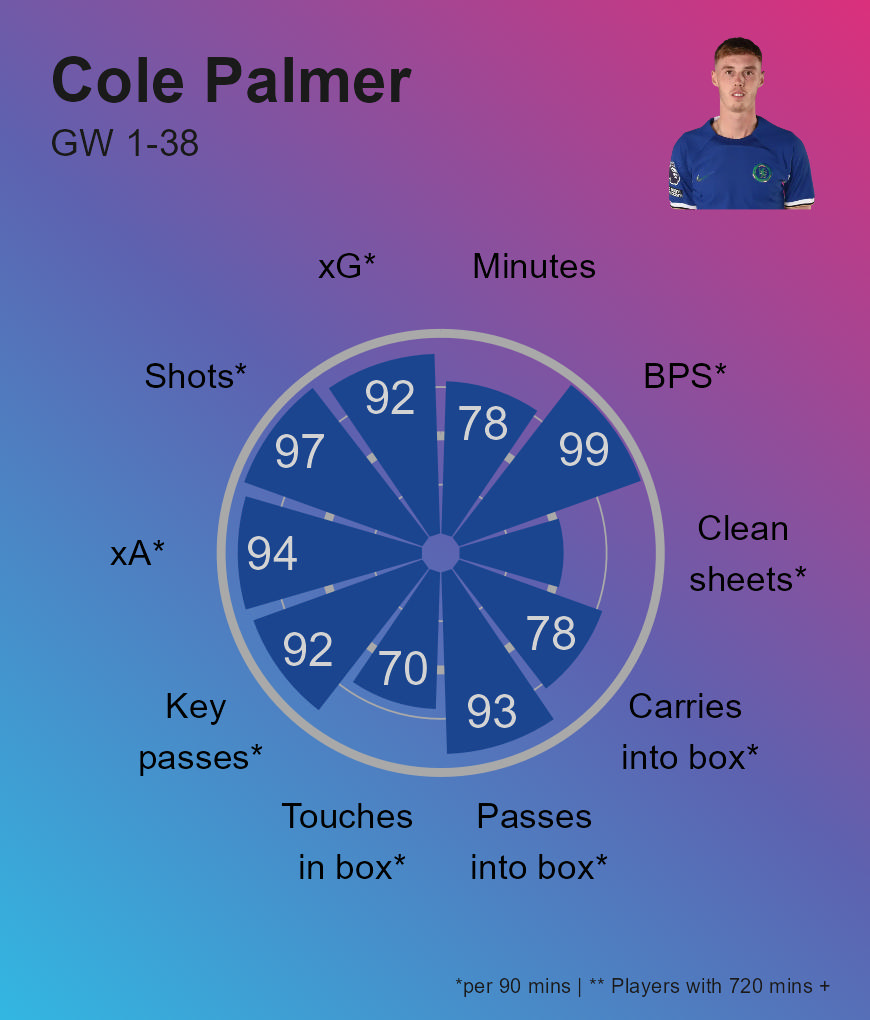 Cole Palmer
GW 1-38
xG*
Minutes
Shots*
BPS*
92
78
97
99
xA*
94
Clean
sheets*
92
78
70
93
Key
passes*
Carries
into box*
Touches
in box*
Passes
into box*
*per 90 mins | ** Players with 720 mins +